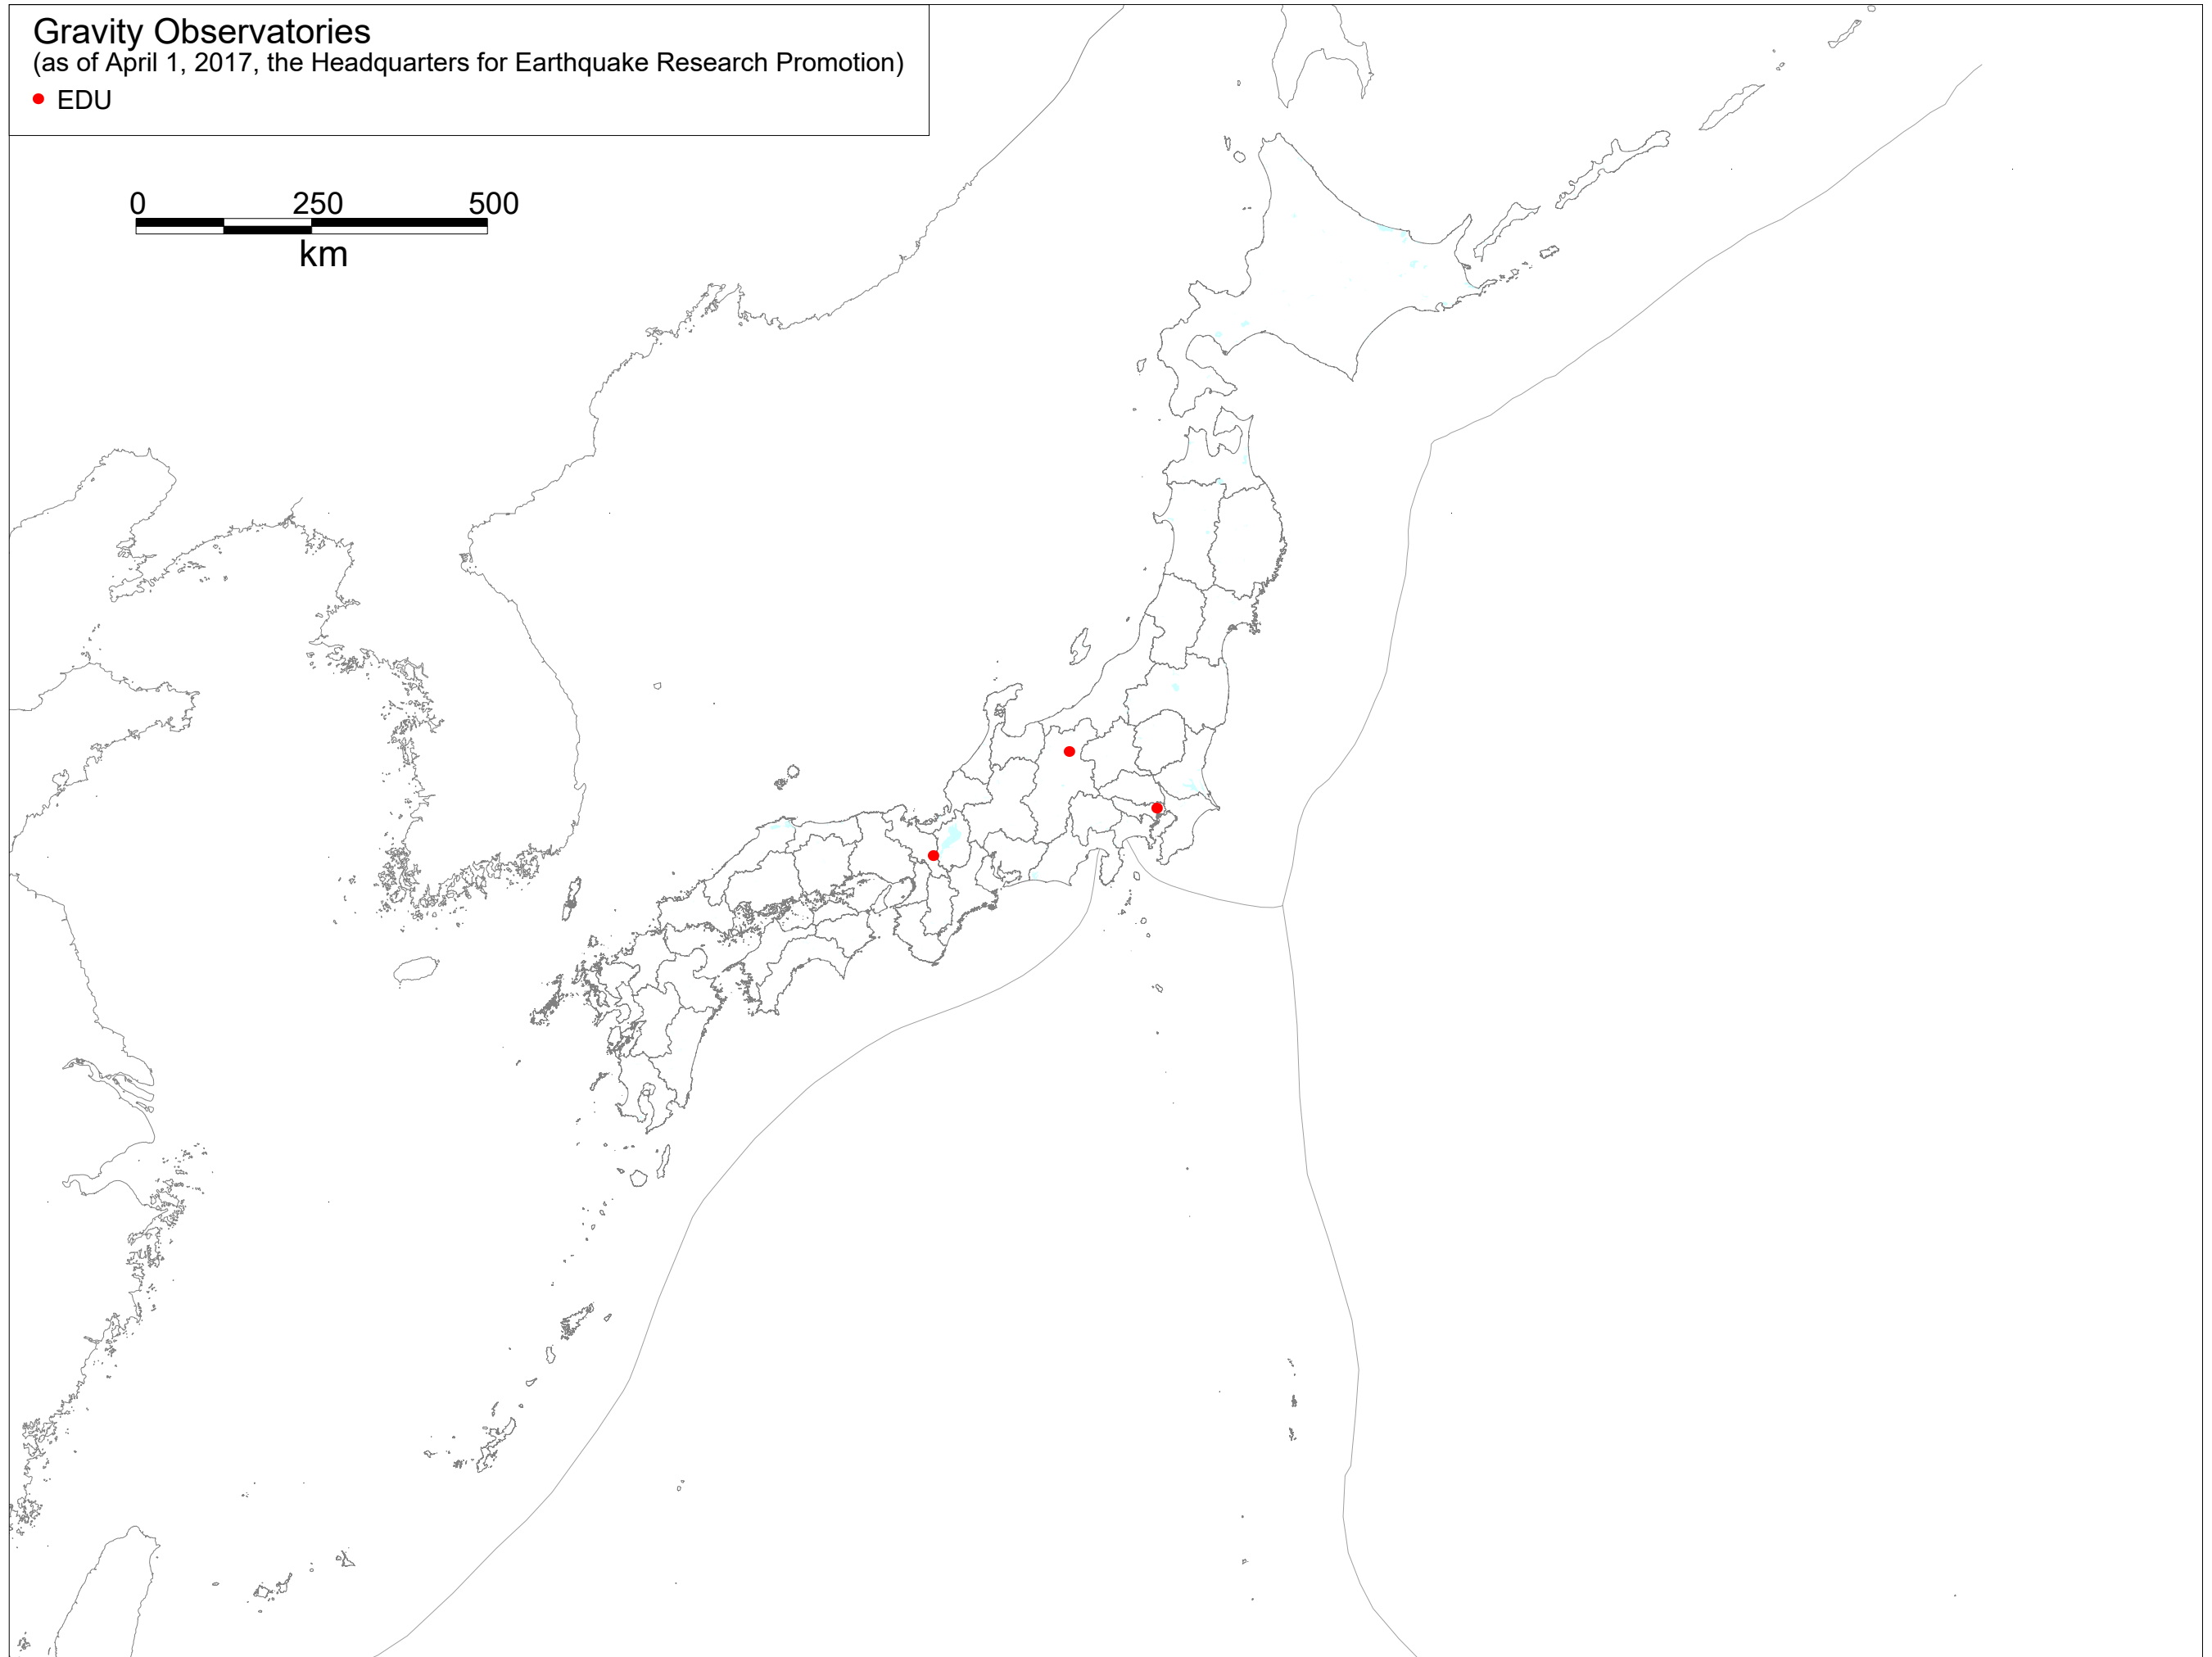 Gravity Observatories
(as of April 1, 2017, the Headquarters for Earthquake Research Promotion)
EDU
0 250 500
km